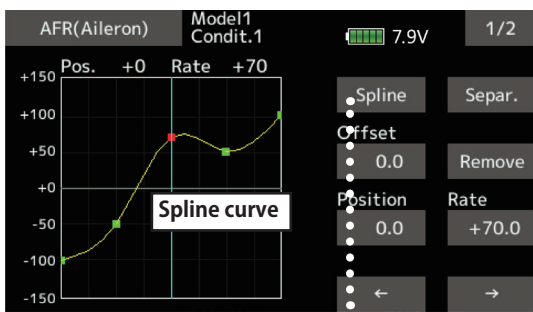 AFR(Aileron)
Model1
Condit.1
7.9V
1/2
Pos. +0 Rate +70
+150
+100
+50
+0
-50
-100
-150
Spline curve
Spline
Separ.
Offset
0.0
Remove
Position
Rate
0.0
+70.0
←
→